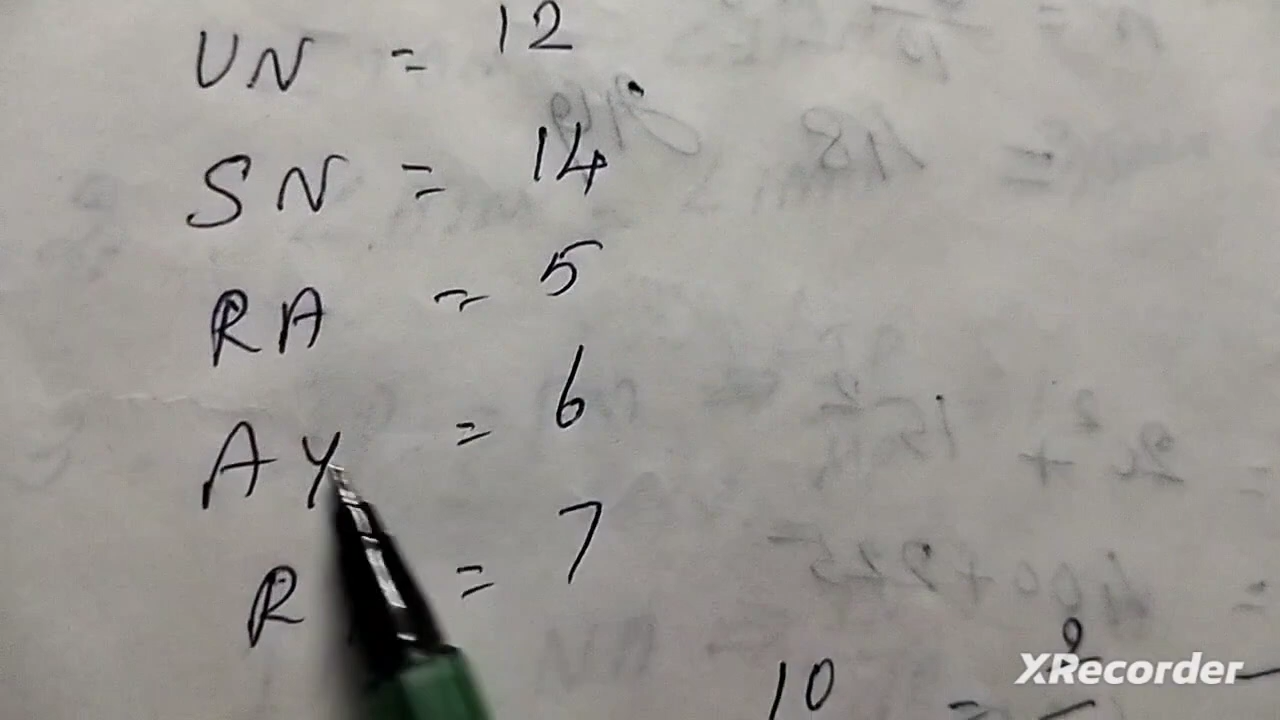 UN = 12
SN = 14
RA = 5
AY = 6
R = 7
10 =
XRecorder